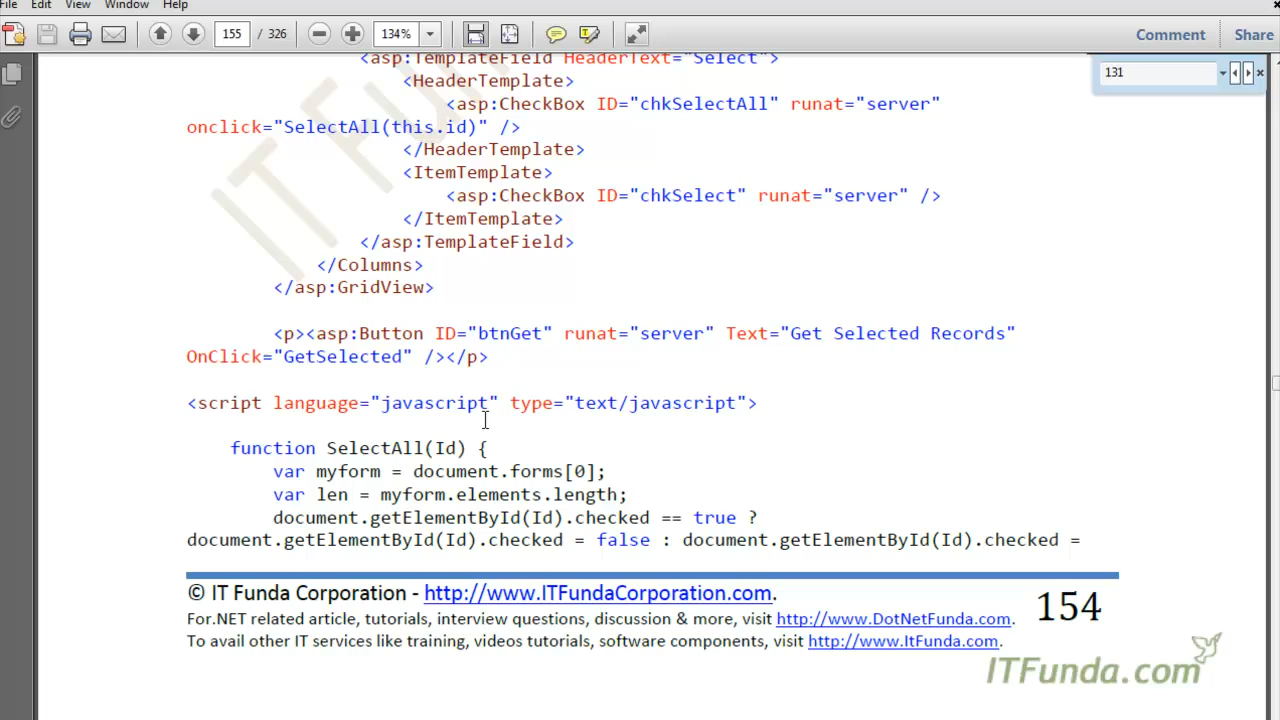 File Edit View Window Help
155 / 326 134% Comment Share
131
<asp:TemplateField HeaderText="Select">
<HeaderTemplate>
<asp:CheckBox ID="chkSelectAll" runat="server"
onclick="SelectAll(this.id)" />
</HeaderTemplate>
<ItemTemplate>
<asp:CheckBox ID="chkSelect" runat="server" />
</ItemTemplate>
</asp:TemplateField>
</Columns>
</asp:GridView>
<p><asp:Button ID="btnGet" runat="server" Text="Get Selected Records"
OnClick="GetSelected" /></p>
<script language="javascript" type="text/javascript">
function SelectAll(Id) {
var myform = document.forms[0];
var len = myform.elements.length;
document.getElementById(Id).checked == true ?
document.getElementById(Id).checked = false : document.getElementById(Id).checked =
© IT Funda Corporation - http://www.ITFundaCorporation.com.
For.NET related article, tutorials, interview questions, discussion & more, visit http://www.DotNetFunda.com.
To avail other IT services like training, videos tutorials, software components, visit http://www.ItFunda.com.
154
ITFunda.com
IT Fun